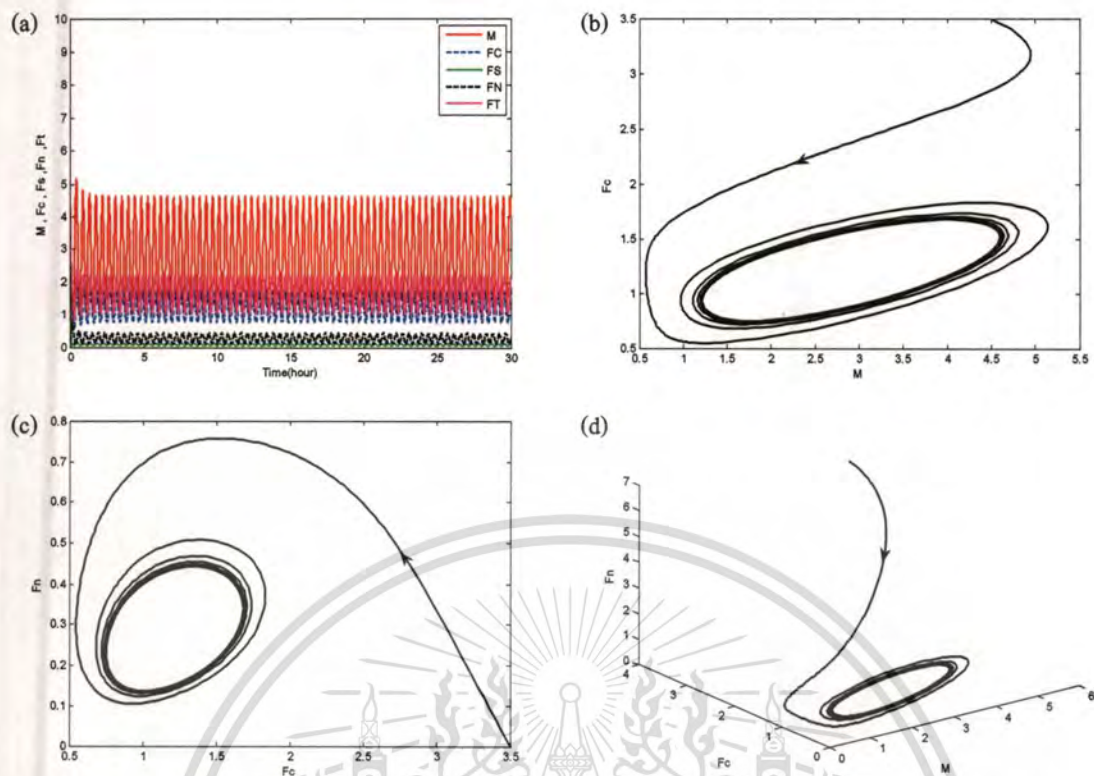 (a)
10
9
8
7
6
5
4
3
2
1
0
M , Fc , Fs ,Fn ,Ft
M
FC
FS
FN
FT
0 5 10 15 20 25 30
Time(hour)
(b)
3.5
3
2.5
2
1.5
1
0.5
Fc
0.5 1 1.5 2 2.5 3 3.5 4 4.5 5 5.5
M
(c)
0.8
0.7
0.6
0.5
0.4
0.3
0.2
0.1
0
Fn
0.5 1 1.5 2 2.5 3 3.5
Fc
(d)
7
6
5
4
3
2
1
0
Fn
4
3
2
1
0
Fc
0 1 2 3 4 5 6
M